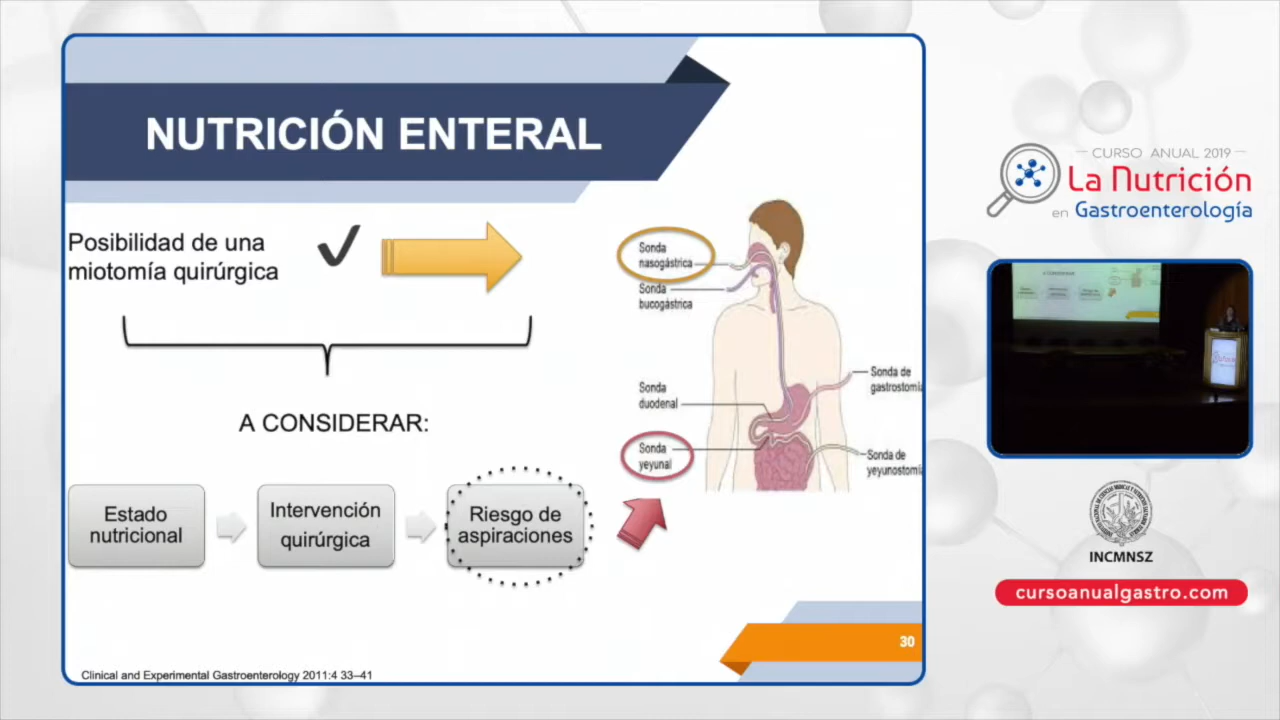 NUTRICIÓN ENTERAL
Posibilidad de una
miotomía quirúrgica
A CONSIDERAR:
Estado
nutricional
Intervención
quirúrgica
Riesgo de
aspiraciones
Sonda
nasogástrica
Sonda
bucogástrica
Sonda
duodenal
Sonda
yeyunal
Sonda de
gastrostomí
Sonda de
yeyunostomí
30
Clinical and Experimental Gastroenterology 2011:4 33–41
CURSO ANUAL 2019
La Nutrición
en Gastroenterología
INCMNSZ
cursoanualgastro.com